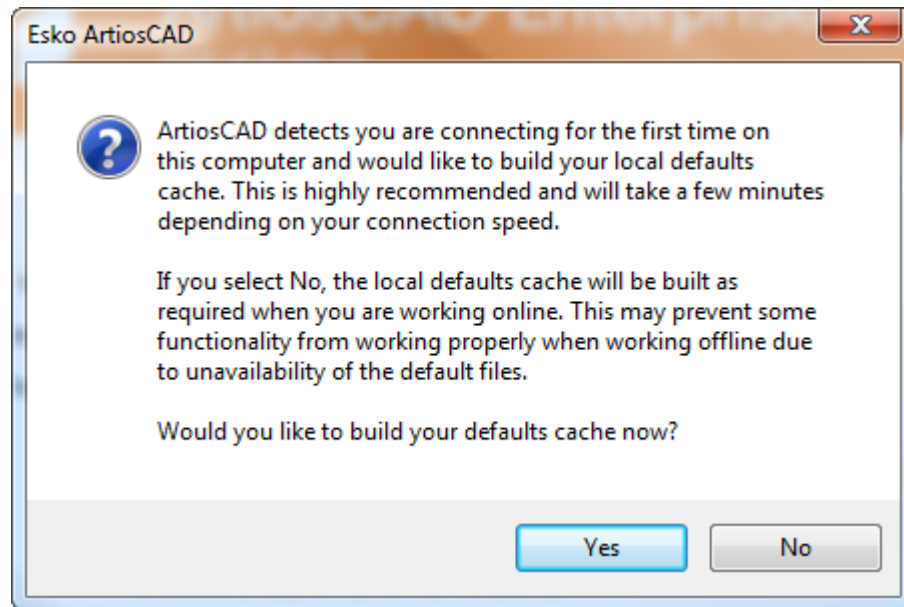 ArtiosCAD Enterprise
Esko ArtiosCAD
ArtiosCAD detects you are connecting for the first time on
this computer and would like to build your local defaults
cache. This is highly recommended and will take a few minutes
depending on your connection speed.
If you select No, the local defaults cache will be built as
required when you are working online. This may prevent some
functionality from working properly when working offline due
to unavailability of the default files.
Would you like to build your defaults cache now?
Yes
No